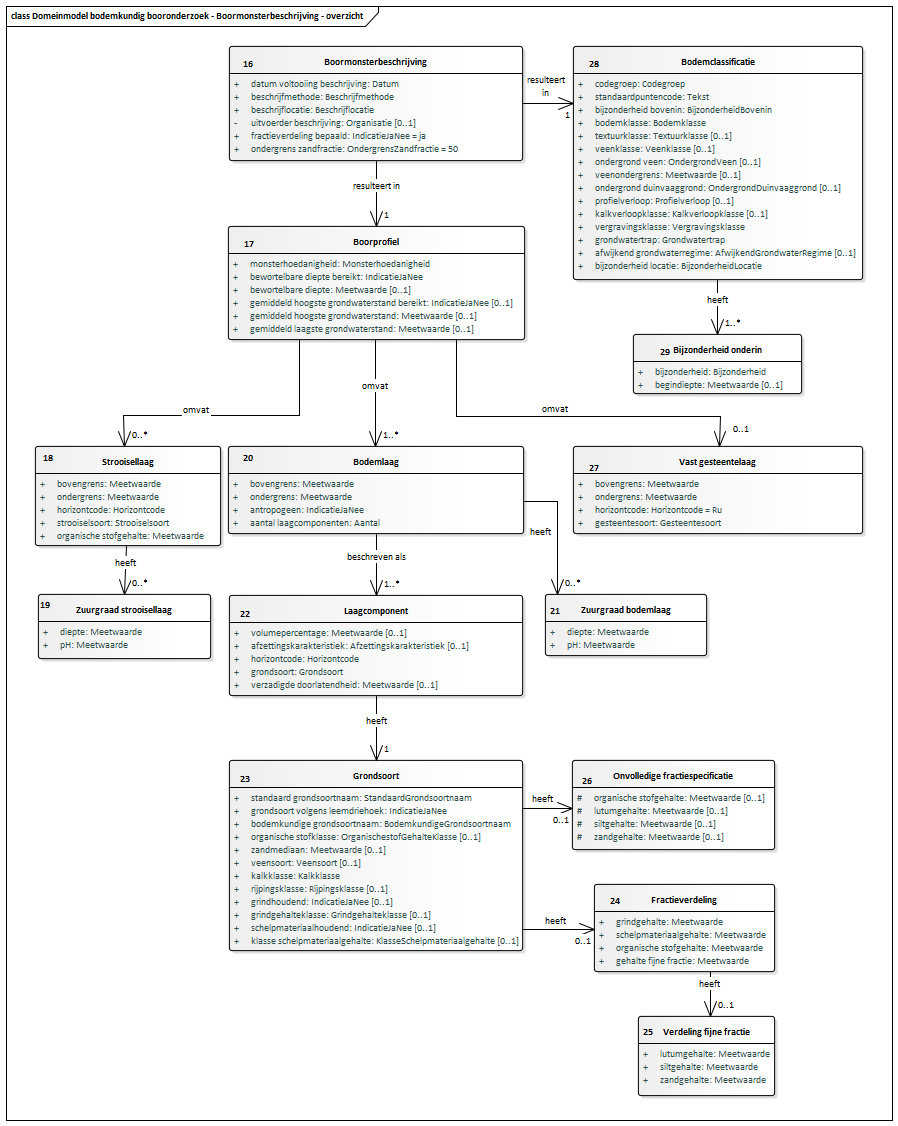 class Domeinmodel bodemkundig booronderzoek - Boormonsterbeschrijving - overzicht
16 Boormonsterbeschrijving
+ datum voltooiing beschrijving: Datum
+ beschrijfmethode: Beschrijfmethode
+ beschrijflocatie: Beschrijflocatie
- uitvoerder beschrijving: Organisatie [0..1]
+ fractieverdeling bepaald: IndicatieJaNee = ja
+ ondergrens zandfractie: OndergrensZandfractie = 50
resulteert
in
1
28 Bodemclassificatie
+ codegroep: Codegroep
+ standaardpuntencode: Tekst
+ bijzonderheid bovenin: BijzonderheidBovenin
+ bodemklasse: Bodemklasse
+ textuurklasse: Textuurklasse [0..1]
+ veenklasse: Veenklasse [0..1]
+ ondergrond veen: OndergrondVeen [0..1]
+ veenondergrens: Meetwaarde [0..1]
+ ondergrond duinvaaggrond: OndergrondDuinvaaggrond [0..1]
+ profielverloop: Profielverloop [0..1]
+ kalkverloopklasse: Kalkverloopklasse [0..1]
+ vergravingsklasse: Vergravingsklasse
+ grondwatertrap: Grondwatertrap
+ afwijkend grondwaterregime: AfwijkendGrondwaterRegime [0..1]
+ bijzonderheid locatie: BijzonderheidLocatie
resulteert in
1
17 Boorprofiel
+ monsterhoedanigheid: Monsterhoedanigheid
+ bewortelbare diepte bereikt: IndicatieJaNee
+ bewortelbare diepte: Meetwaarde [0..1]
+ gemiddeld hoogste grondwaterstand bereikt: IndicatieJaNee [0..1]
+ gemiddeld hoogste grondwaterstand: Meetwaarde [0..1]
+ gemiddeld laagste grondwaterstand: Meetwaarde [0..1]
heeft
1..*
29 Bijzonderheid onderin
+ bijzonderheid: Bijzonderheid
+ begindiepte: Meetwaarde [0..1]
omvat
0..*
omvat
1..*
omvat
0..1
18 Strooisellaag
+ bovengrens: Meetwaarde
+ ondergrens: Meetwaarde
+ horizontcode: Horizontcode
+ strooiselsoort: Strooiselsoort
+ organische stofgehalte: Meetwaarde
20 Bodemlaag
+ bovengrens: Meetwaarde
+ ondergrens: Meetwaarde
+ antropogeen: IndicatieJaNee
+ aantal laagcomponenten: Aantal
27 Vast gesteentelaag
+ bovengrens: Meetwaarde
+ ondergrens: Meetwaarde
+ horizontcode: Horizontcode = Ru
+ gesteentesoort: Gesteentesoort
heeft
0..*
beschreven als
1..*
heeft
0..*
19 Zuurgraad strooisellaag
+ diepte: Meetwaarde
+ pH: Meetwaarde
22 Laagcomponent
+ volumepercentage: Meetwaarde [0..1]
+ afzettingskarakteristiek: Afzettingskarakteristiek [0..1]
+ horizontcode: Horizontcode
+ grondsoort: Grondsoort
+ verzadigde doorlatendheid: Meetwaarde [0..1]
21 Zuurgraad bodemlaag
+ diepte: Meetwaarde
+ pH: Meetwaarde
heeft
1
23 Grondsoort
+ standaard grondsoortnaam: StandaardGrondsoortnaam
+ grondsoort volgens leemdriehoek: IndicatieJaNee
+ bodemkundige grondsoortnaam: BodemkundigeGrondsoortnaam
+ organische stofklasse: OrganischestofGehalteKlasse [0..1]
+ zandmediaan: Meetwaarde [0..1]
+ veensoort: Veensoort [0..1]
+ kalkklasse: Kalkklasse
+ rijpingsklasse: Rijpingsklasse [0..1]
+ grindhoudend: IndicatieJaNee [0..1]
+ grindgehalteklasse: Grindgehalteklasse [0..1]
+ schelpmateriaalhoudend: IndicatieJaNee [0..1]
+ klasse schelpmateriaalgehalte: KlasseSchelpmateriaalgehalte [0..1]
heeft
0..1
26 Onvolledige fractiespecificatie
# organische stofgehalte: Meetwaarde [0..1]
# lutumgehalte: Meetwaarde [0..1]
# siltgehalte: Meetwaarde [0..1]
# zandgehalte: Meetwaarde [0..1]
heeft
0..1
24 Fractieverdeling
+ grindgehalte: Meetwaarde
+ schelpmateriaalgehalte: Meetwaarde
+ organische stofgehalte: Meetwaarde
+ gehalte fijne fractie: Meetwaarde
heeft
0..1
25 Verdeling fijne fractie
+ lutumgehalte: Meetwaarde
+ siltgehalte: Meetwaarde
+ zandgehalte: Meetwaarde